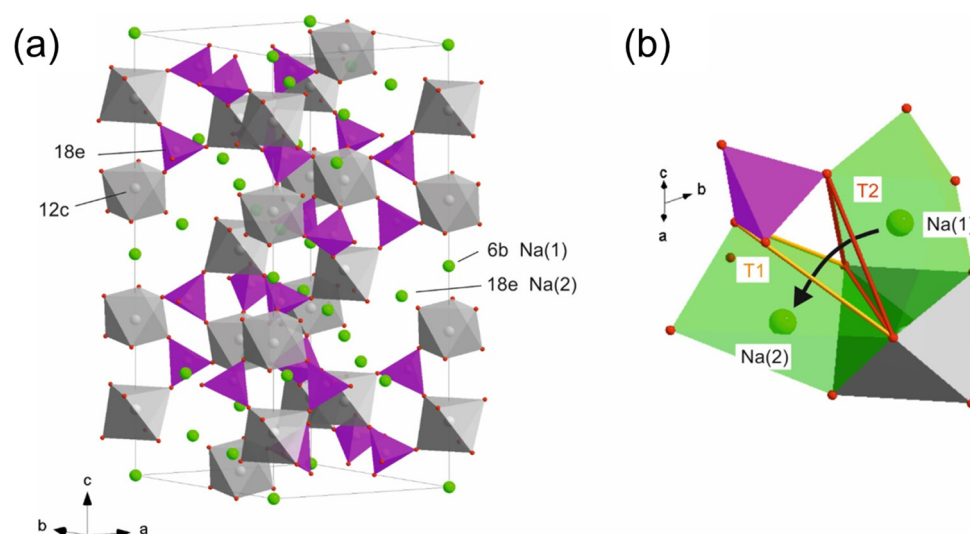 (a)
18e
12c
6b Na(1)
18e Na(2)
c
b
a
(b)
c
b
a
T2
Na(1)
T1
Na(2)